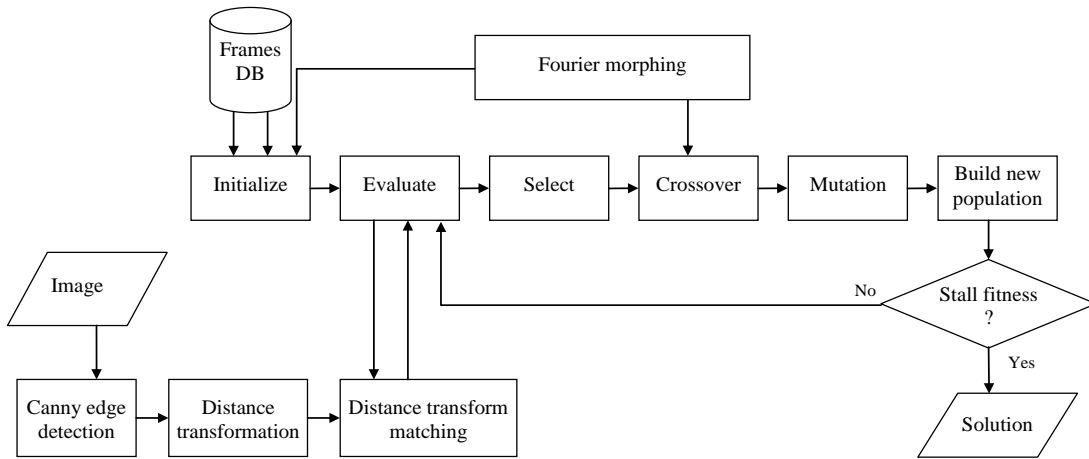 Frames
DB
Fourier morphing
Initialize
Evaluate
Select
Crossover
Mutation
Build new
population
Image
No
Stall fitness
?
Yes
Canny edge
detection
Distance
transformation
Distance transform
matching
Solution